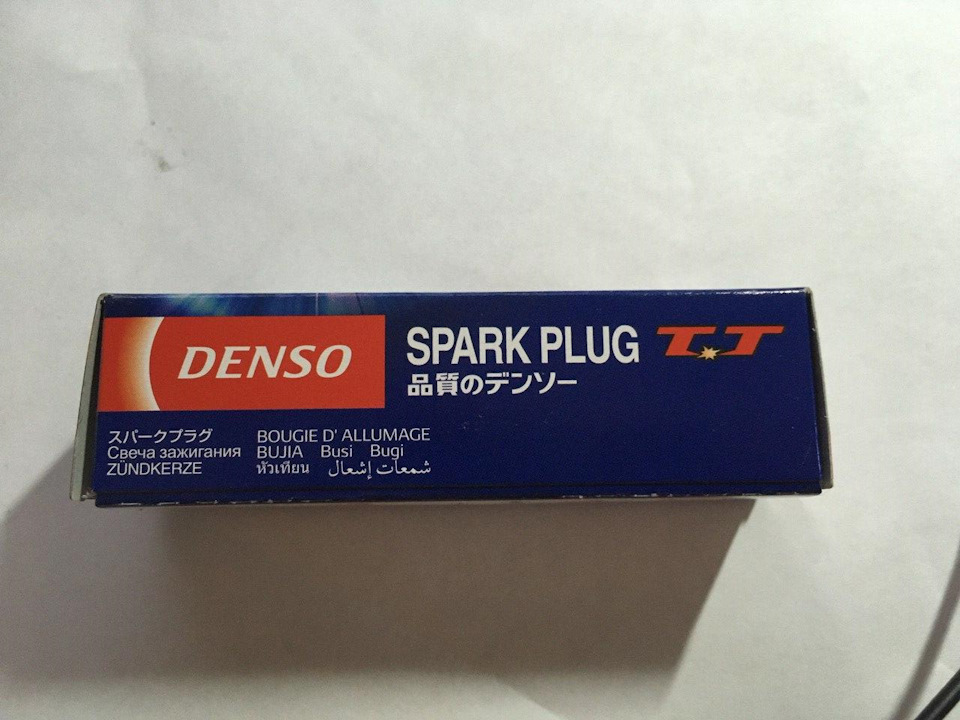 DENSO
SPARK PLUG TT
品質のデンソー
スパークプラグ
Свеча зажигания
ZÜNDKERZE
BOUGIE D' ALLUMAGE
BUJIA Busi Bugi
หัวเทียน شمعات إشعال